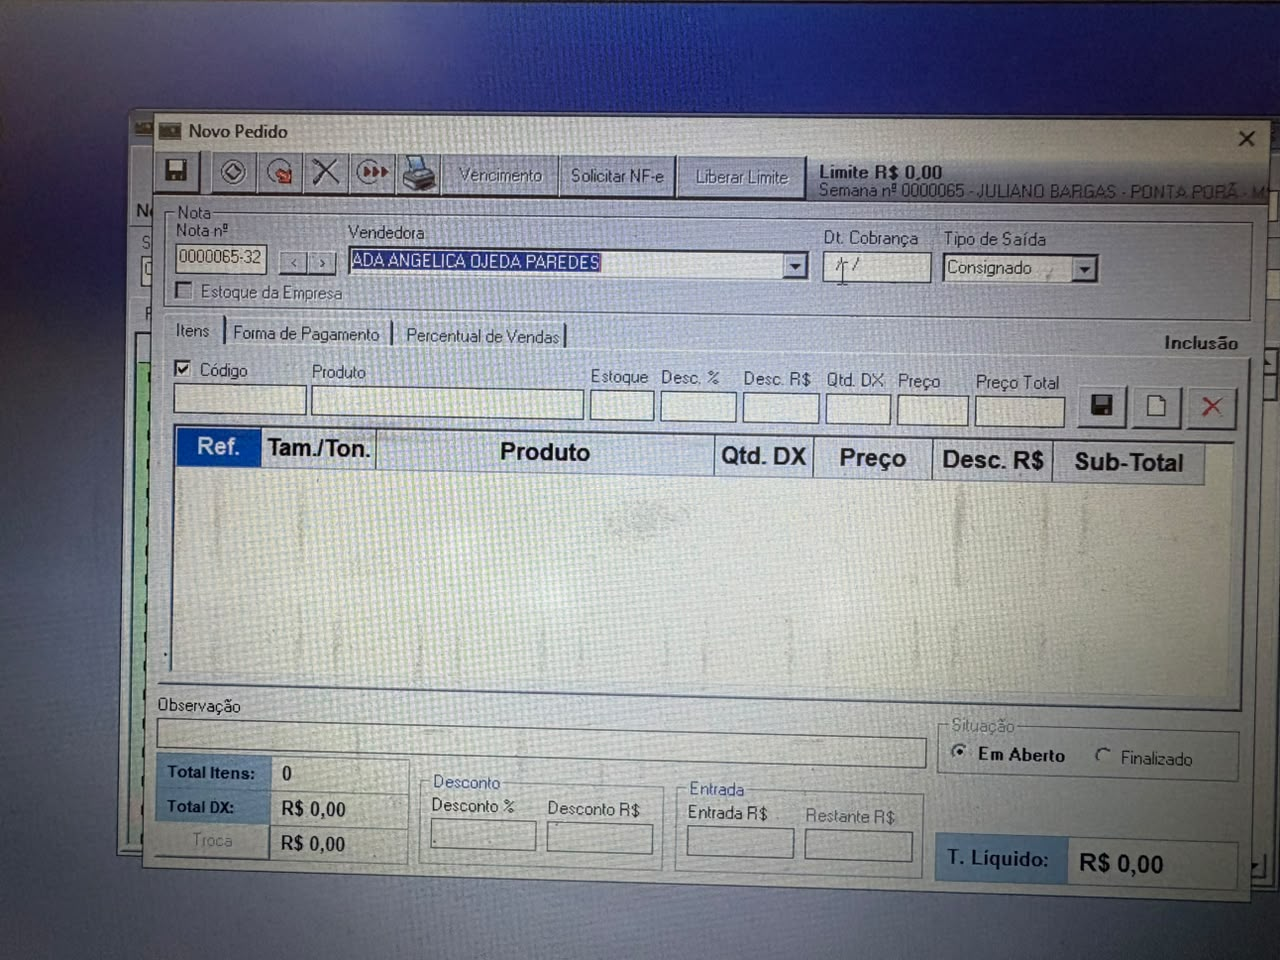 Novo Pedido
Vencimento
Solicitar NF-e
Liberar Limite
Limite R$ 0,00
Semana nº 0000065 - JULIANO BARGAS - PONTA PORÃ - M
Nota
Nota nº
Vendedora
Dt. Cobrança
Tipo de Saída
0000065-32
<
>
ADA ANGELICA OJEDA PAREDES
/ /
Consignado
Estoque da Empresa
Itens
Forma de Pagamento
Percentual de Vendas
Inclusão
Código
Produto
Estoque
Desc. %
Desc. R$
Qtd. DX
Preço
Preço Total
Ref.
Tam./Ton.
Produto
Qtd. DX
Preço
Desc. R$
Sub-Total
Observação
Situação
Em Aberto
Finalizado
Total Itens: 0
Total DX: R$ 0,00
Troca R$ 0,00
Desconto
Desconto %
Desconto R$
Entrada
Entrada R$
Restante R$
T. Líquido: R$ 0,00